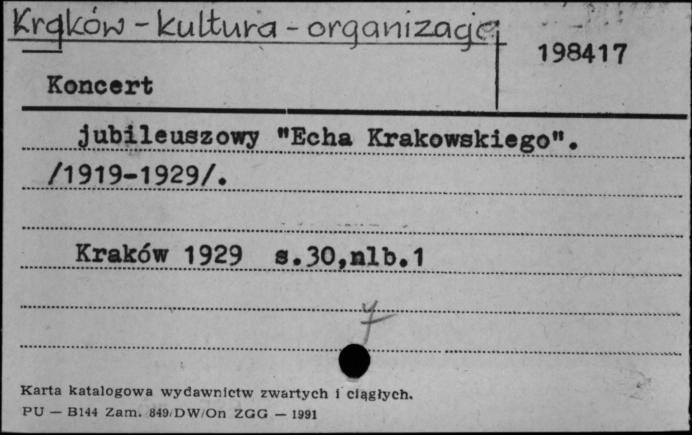 Kraków - kultura - organizacje
198417
Koncert
jubileuszowy "Echa Krakowskiego".
/1919-1929/.
Kraków 1929 s.30,nlb.1
Karta katalogowa wydawnictw zwartych i ciągłych.
PU — B144 Zam. 849/DW/On ZGG — 1991